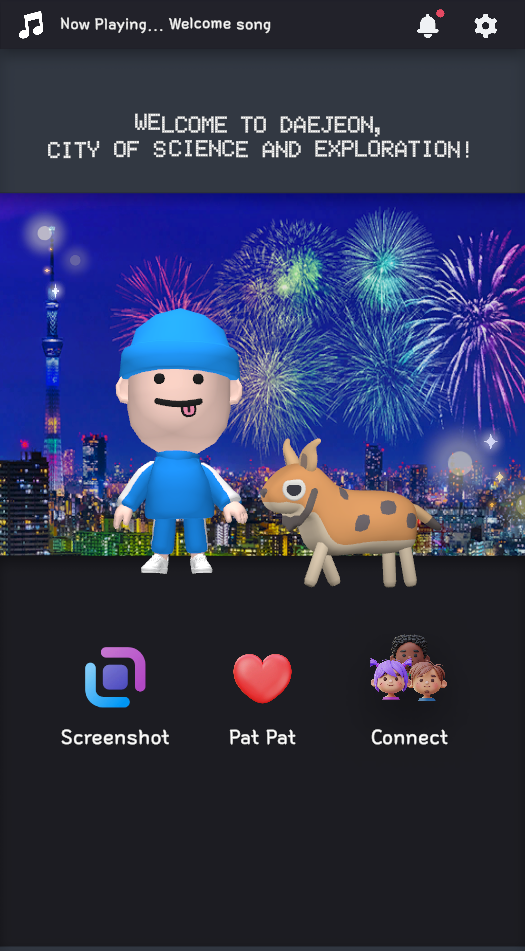 Now Playing... Welcome song
WELCOME TO DAEJEON,
CITY OF SCIENCE AND EXPLORATION!
Screenshot Pat Pat Connect